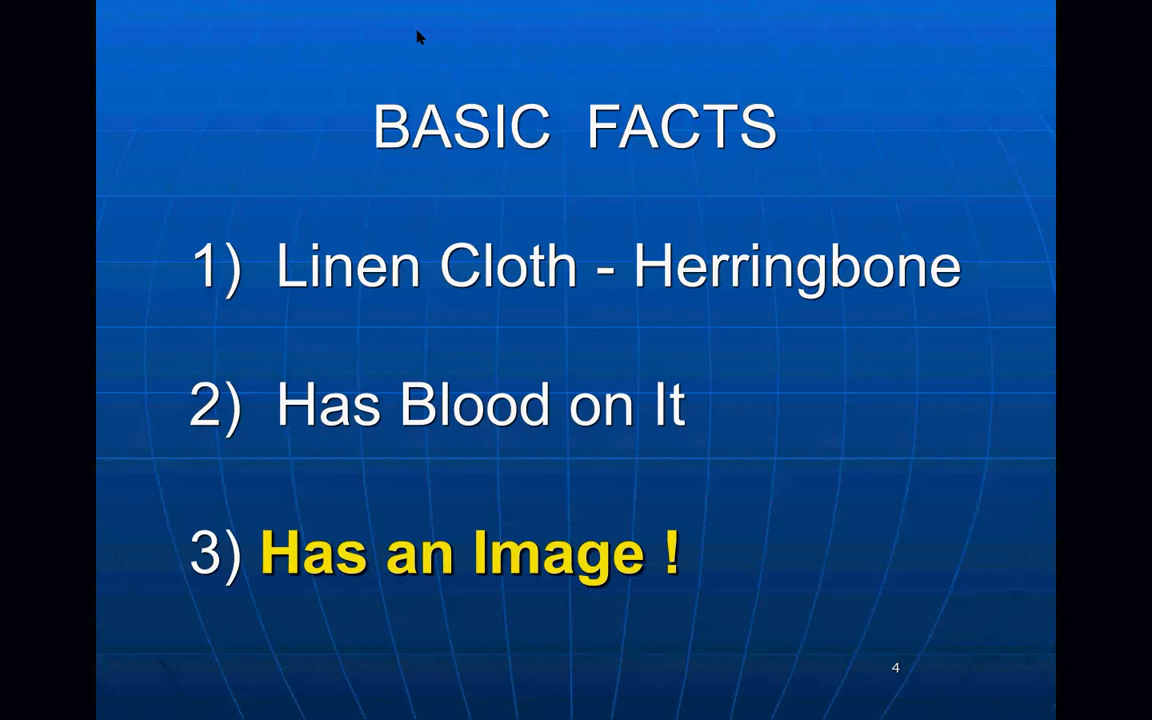 BASIC FACTS
1) Linen Cloth - Herringbone
2) Has Blood on It
3) Has an Image !
4